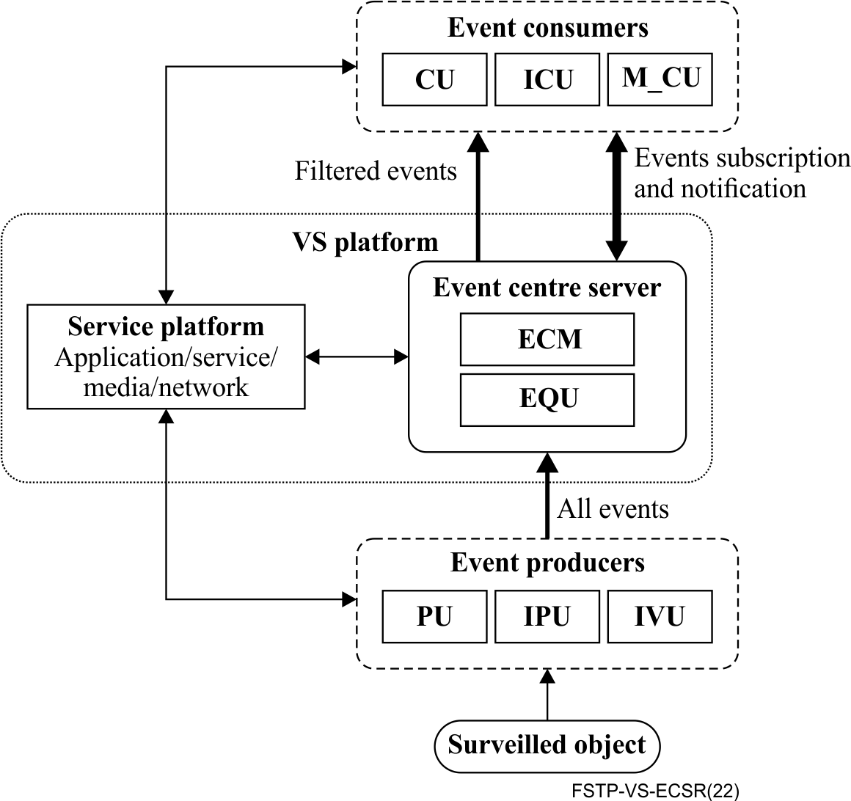 Event consumers
CU
ICU
M_CU
Filtered events
Events subscription
and notification
VS platform
Event centre server
Service platform
Application/service/
media/network
ECM
EQU
All events
Event producers
PU
IPU
IVU
Surveilled object
FSTP-VS-ECSR(22)